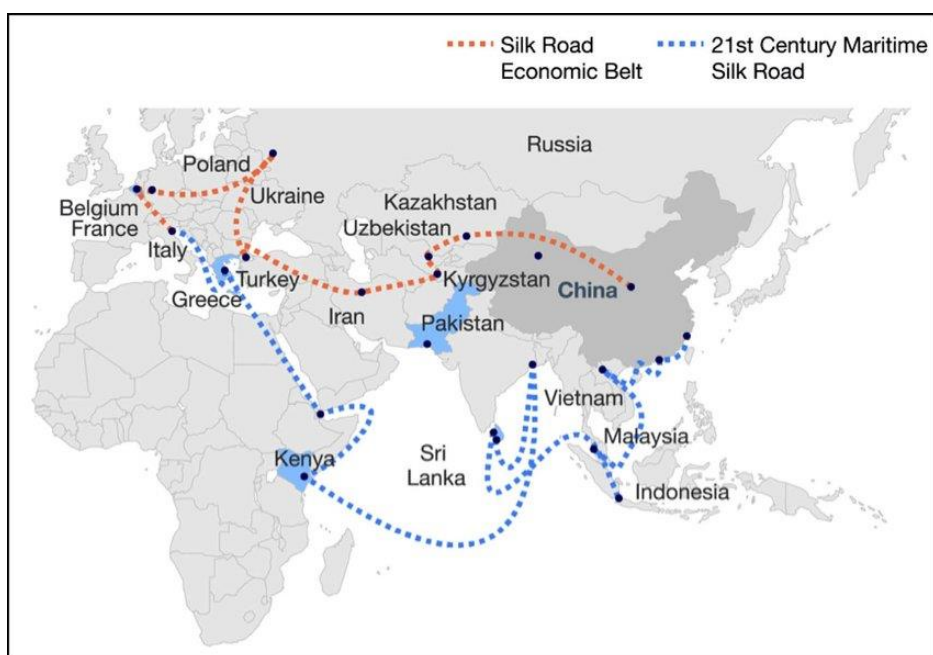 Silk Road
Economic Belt
21st Century Maritime
Silk Road
Russia
Poland
Ukraine
Kazakhstan
Uzbekistan
Belgium
France
Italy
Turkey
Kyrgyzstan
China
Greece
Iran
Pakistan
Vietnam
Malaysia
Sri
Lanka
Kenya
Indonesia